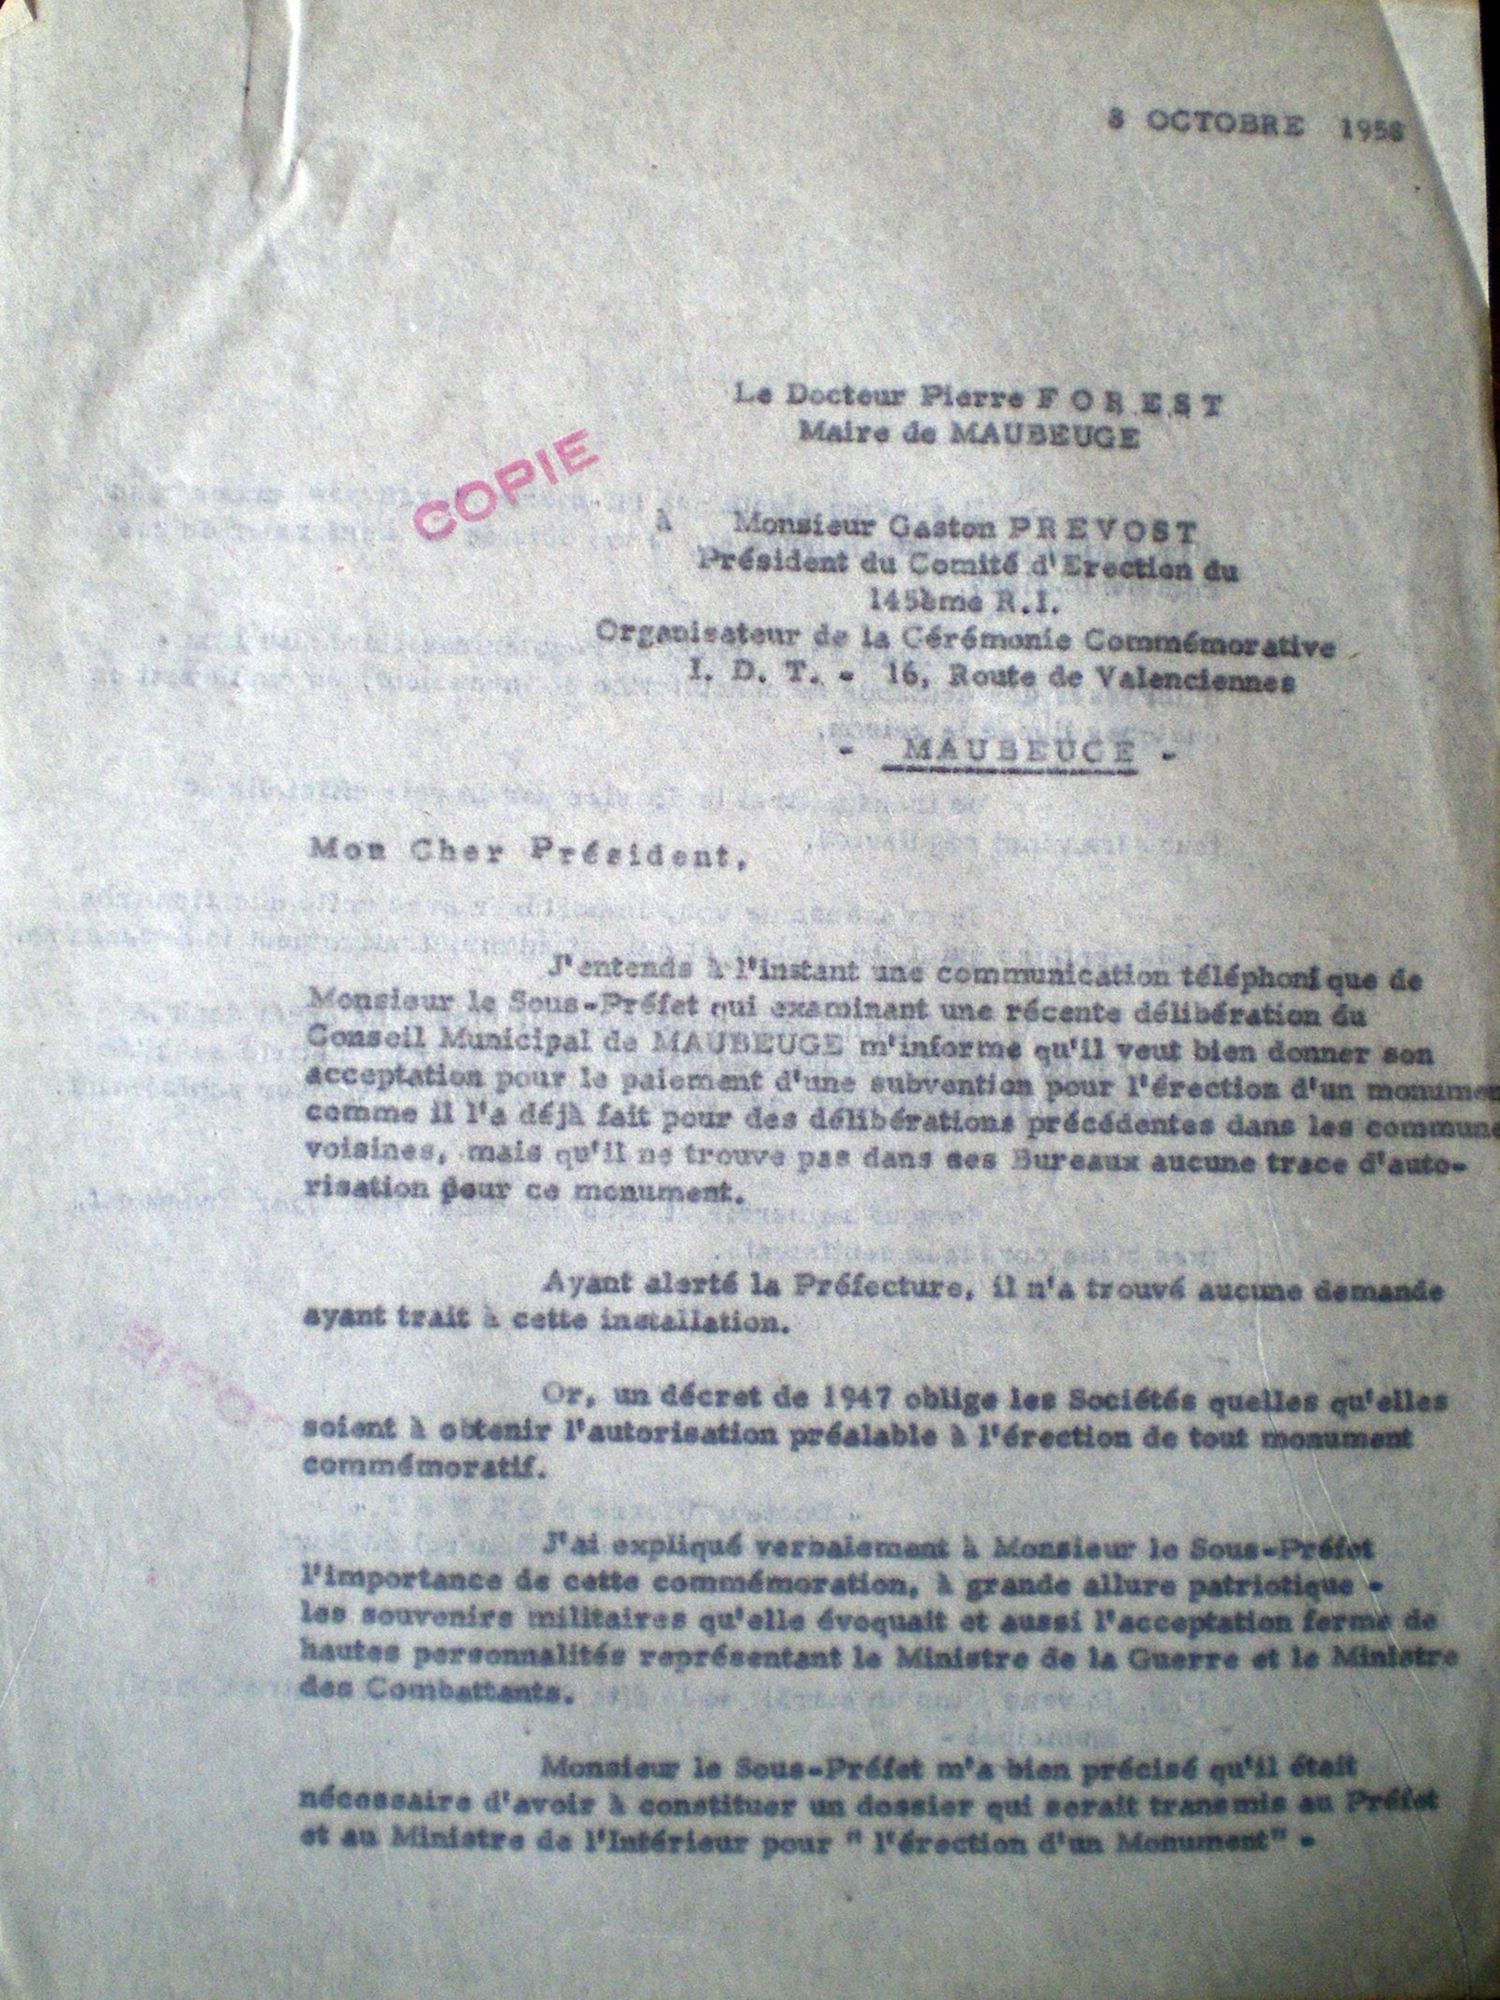 8 OCTOBRE 1958
Le Docteur Pierre FOREST
Maire de MAUBEUGE
COPIE
à Monsieur Gaston PREVOST
Président du Comité d'Erection du
145ème R.I.
Organisateur de la Cérémonie Commémorative
I. D. T. - 16, Route de Valenciennes
- MAUBEUGE -
Mon Cher Président,
J'entends à l'instant une communication téléphonique de
Monsieur le Sous-Préfet qui examinant une récente délibération du
Conseil Municipal de MAUBEUGE m'informe qu'il veut bien donner son
acceptation pour le paiement d'une subvention pour l'érection d'un monumen
comme il l'a déjà fait pour des délibérations précédentes dans les commune
voisines, mais qu'il ne trouve pas dans ses Bureaux aucune trace d'auto-
risation pour ce monument.
Ayant alerté la Préfecture, il n'a trouvé aucune demande
ayant trait à cette installation.
Or, un décret de 1947 oblige les Sociétés quelles qu'elles
soient à obtenir l'autorisation préalable à l'érection de tout monument
commémoratif.
J'ai expliqué verbalement à Monsieur le Sous-Préfet
l'importance de cette commémoration, à grande allure patriotique -
les souvenirs militaires qu'elle évoquait et aussi l'acceptation ferme de
hautes personnalités représentant le Ministre de la Guerre et le Ministre
des Combattants.
Monsieur le Sous-Préfet m'a bien précisé qu'il était
nécessaire d'avoir à constituer un dossier qui serait transmis au Préfet
et au Ministre de l'Intérieur pour " l'érection d'un Monument" -